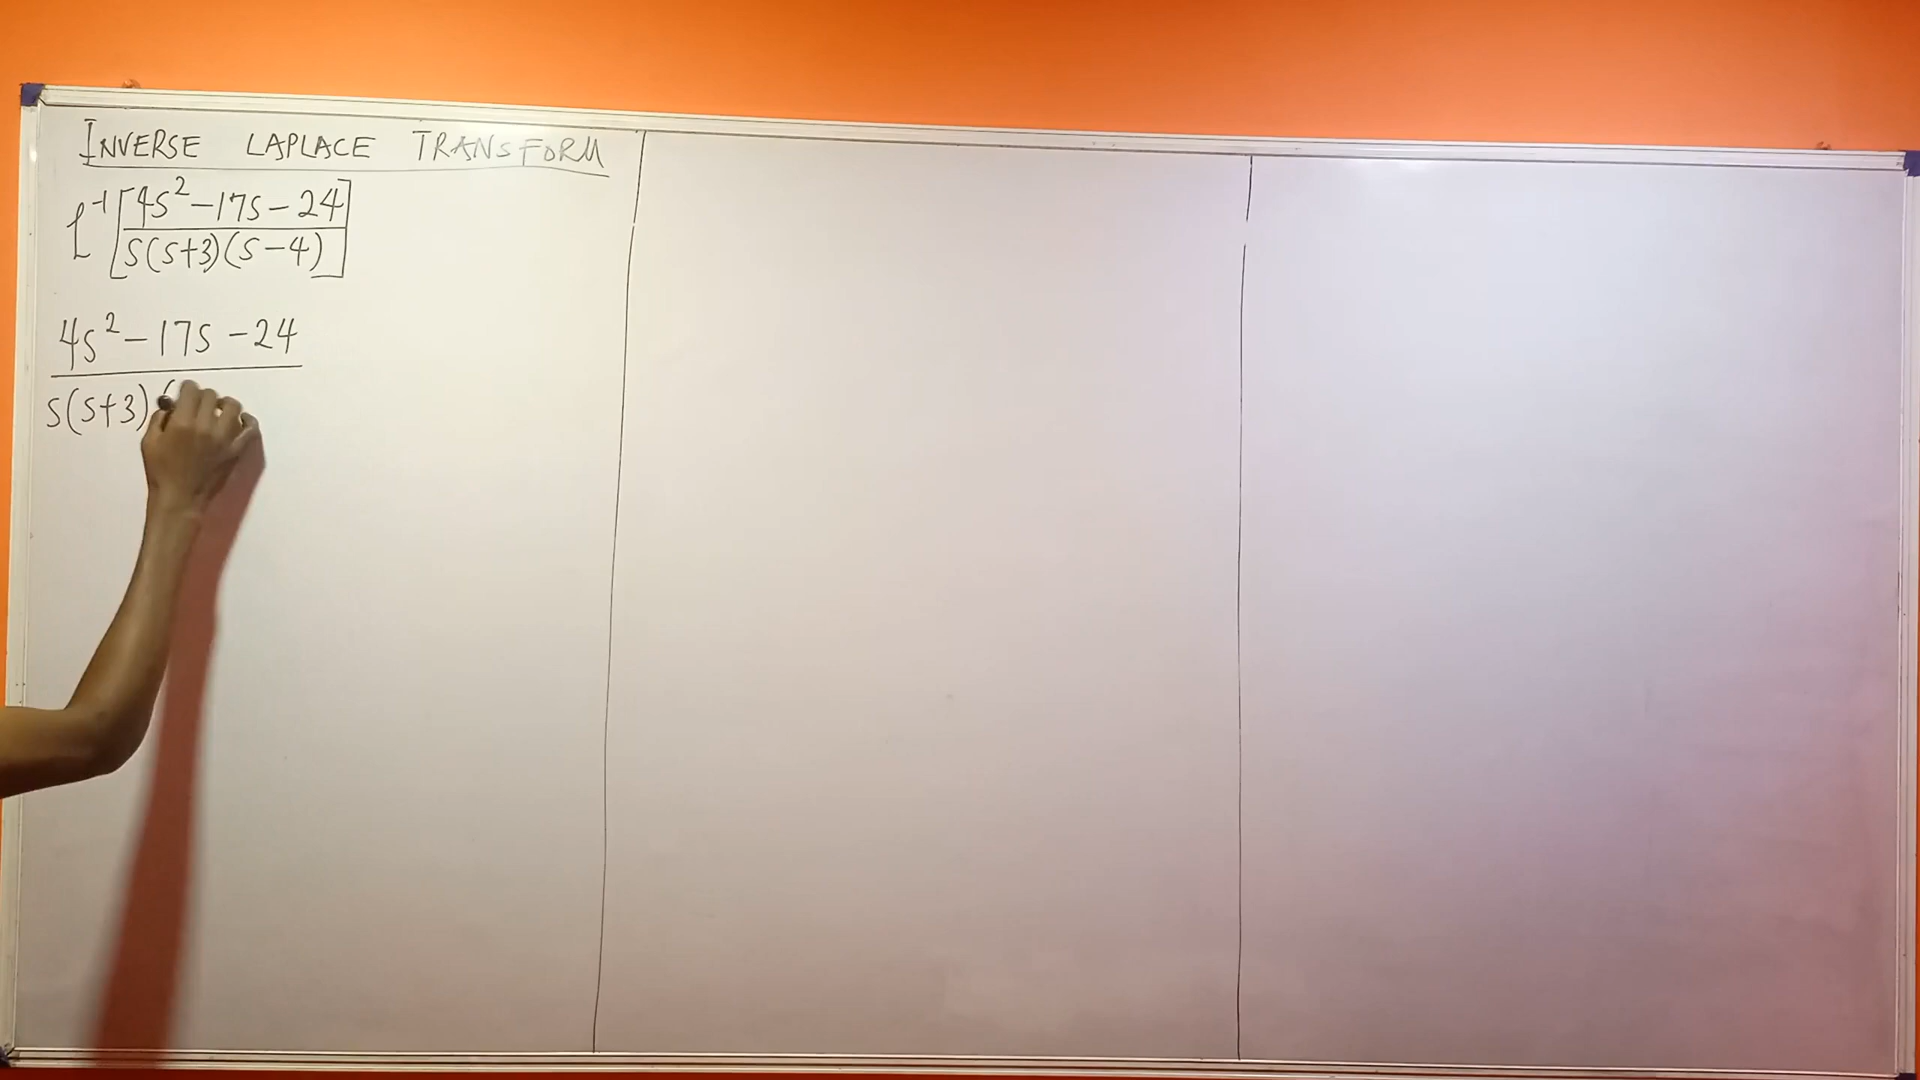 INVERSE LAPLACE TRANSFORM
L⁻¹[4s²-17s-24
s(s+3)(s-4)]
4s²-17s-24
s(s+3)(